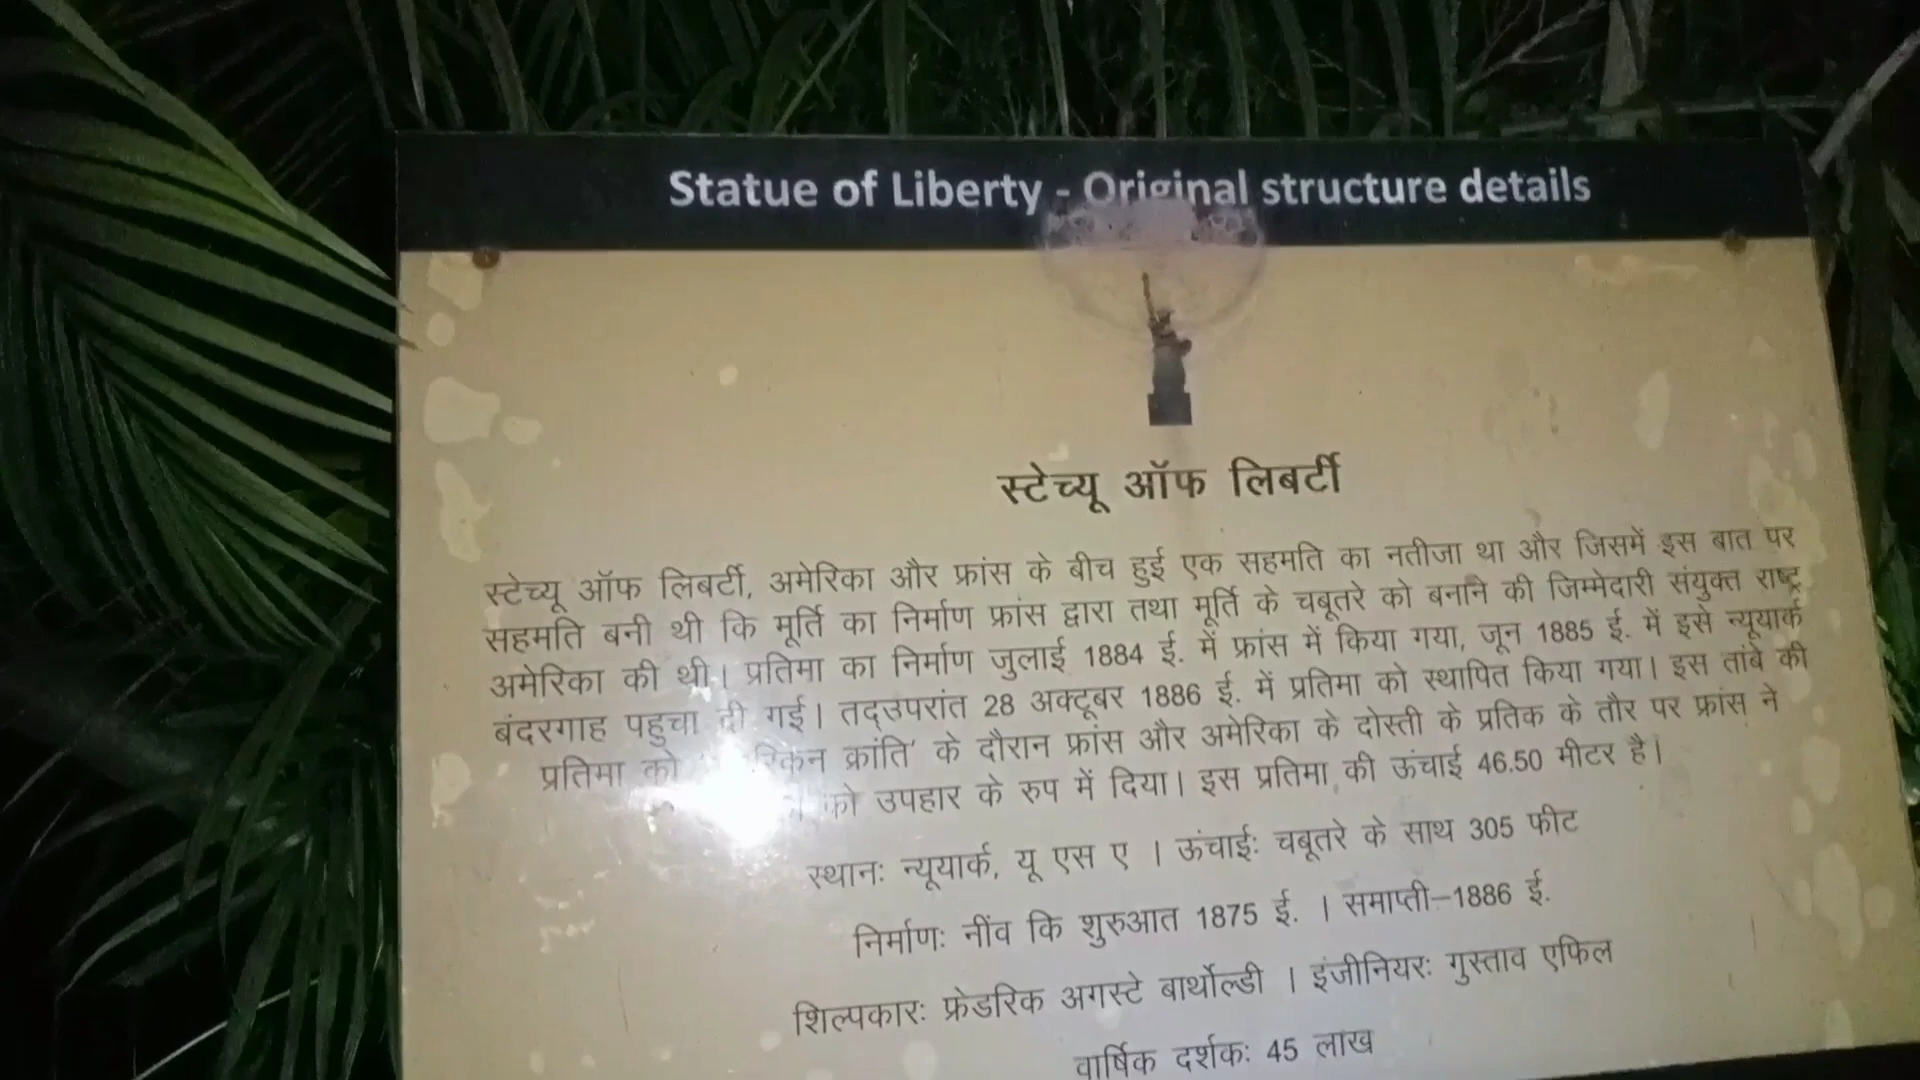 Statue of Liberty - Original structure details
स्टेच्यू ऑफ लिबर्टी
स्टेच्यू ऑफ लिबर्टी, अमेरिका और फ्रांस के बीच हुई एक सहमति का नतीजा था और जिसमें इस बात पर
सहमति बनी थी कि मूर्ति का निर्माण फ्रांस द्वारा तथा मूर्ति के चबूतरे को बनाने की जिम्मेदारी संयुक्त राष्ट्र
अमेरिका की थी। प्रतिमा का निर्माण जुलाई 1884 ई. में फ्रांस में किया गया, जून 1885 ई. में इसे न्यूयार्क
बंदरगाह पहुचा दी गई। तद्उपरांत 28 अक्टूबर 1886 ई. में प्रतिमा को स्थापित किया गया। इस तांबे की
प्रतिमा को क्रांति' के दौरान फ्रांस और अमेरिका के दोस्ती के प्रतिक के तौर पर फ्रांस ने
को उपहार के रुप में दिया। इस प्रतिमा की ऊंचाई 46.50 मीटर है।
स्थानः न्यूयार्क, यू एस ए । ऊंचाईः चबूतरे के साथ 305 फीट
निर्माणः नींव कि शुरुआत 1875 ई. । समाप्ती–1886 ई.
शिल्पकारः फ्रेडरिक अगस्टे बार्थोल्डी । इंजीनियरः गुस्ताव एफिल
वार्षिक दर्शकः 45 लाख